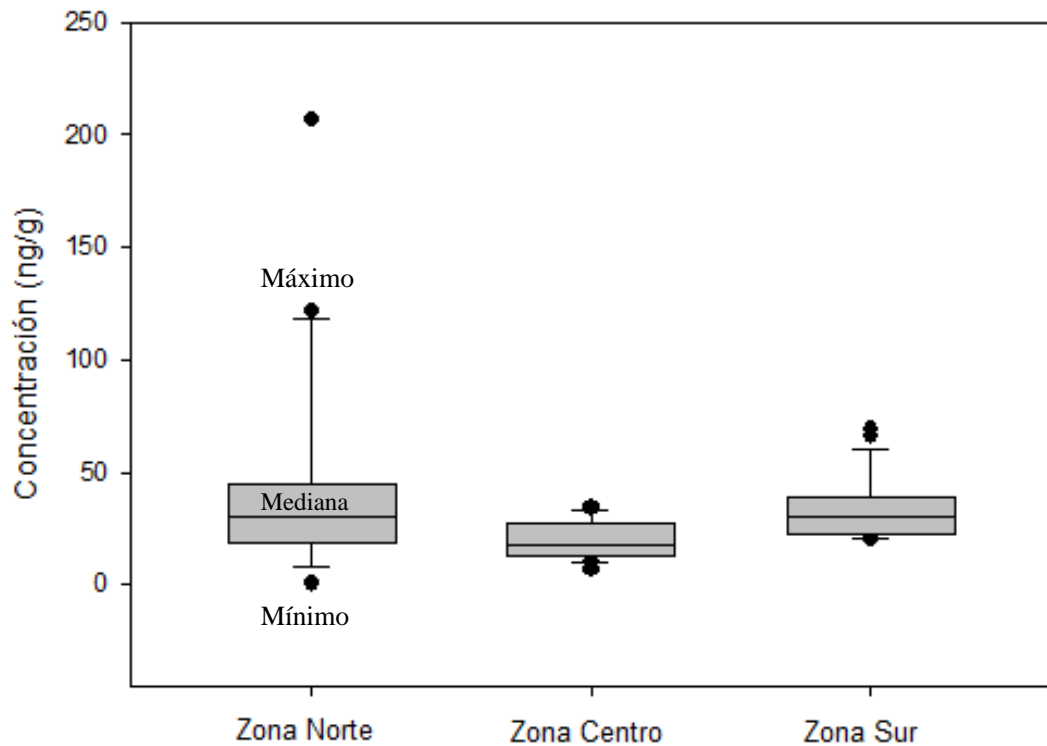 250
200
150
100
50
0
Concentración (ng/g)
Máximo
Mediana
Mínimo
Zona Norte
Zona Centro
Zona Sur